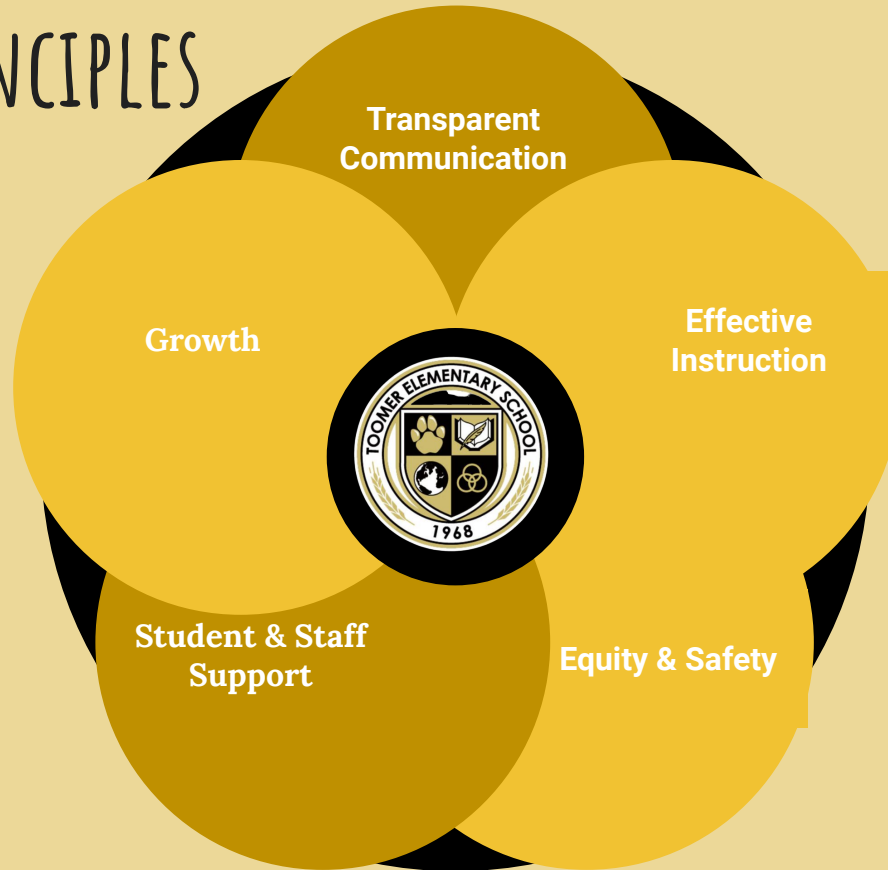 NCIPLES
Transparent
Communication
Growth
Effective
Instruction
TOOMER ELEMENTARY SCHOOL
1968
Student & Staff
Support
Equity & Safety